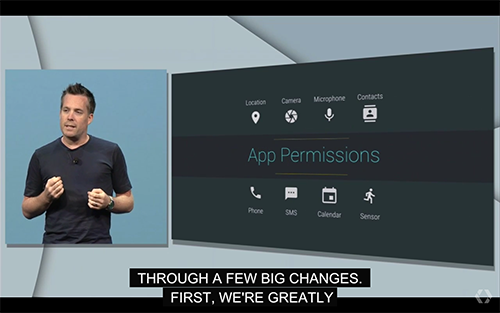 Location Camera Microphone Contacts
App Permissions
Phone SMS Calendar Sensor
THROUGH A FEW BIG CHANGES.
FIRST, WE'RE GREATLY